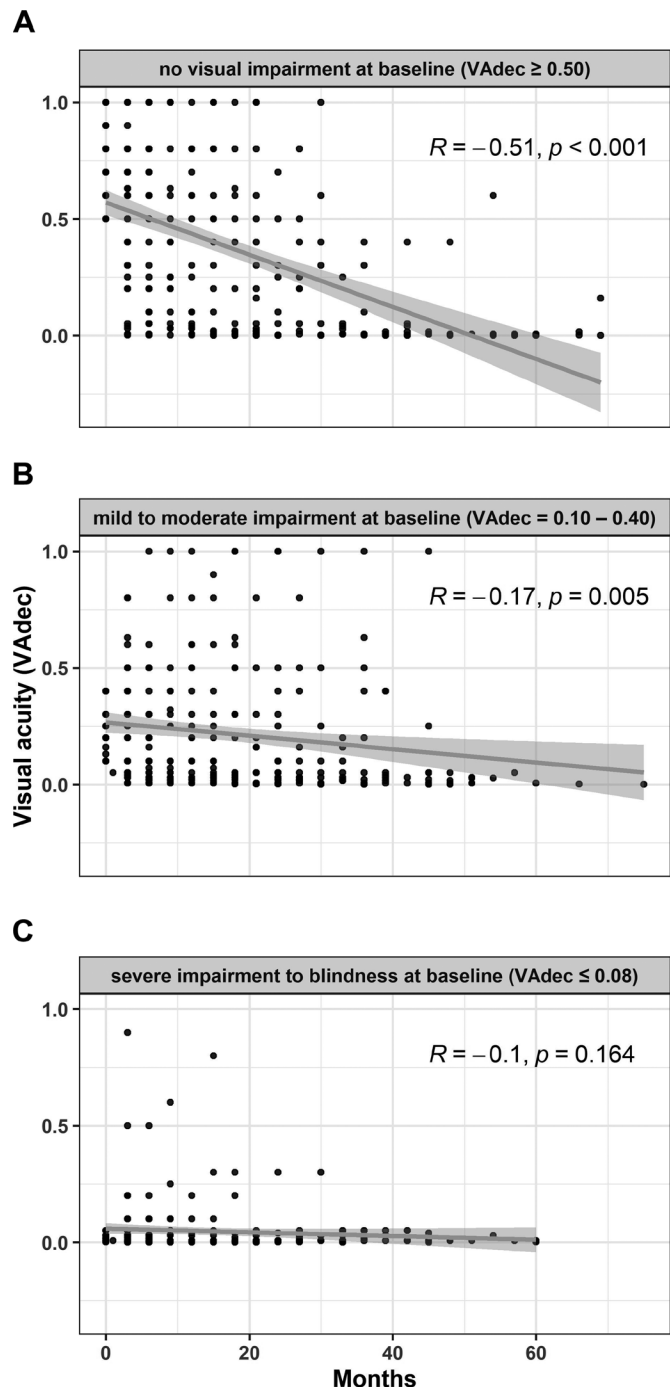 A
no visual impairment at baseline (VAdec ≥ 0.50)
1.0
R = −0.51, p < 0.001
0.5
0.0
B
mild to moderate impairment at baseline (VAdec = 0.10 – 0.40)
1.0
R = −0.17, p = 0.005
0.5
0.0
Visual acuity (VAdec)
C
severe impairment to blindness at baseline (VAdec ≤ 0.08)
1.0
R = −0.1, p = 0.164
0.5
0.0
0 20 40 60
Months